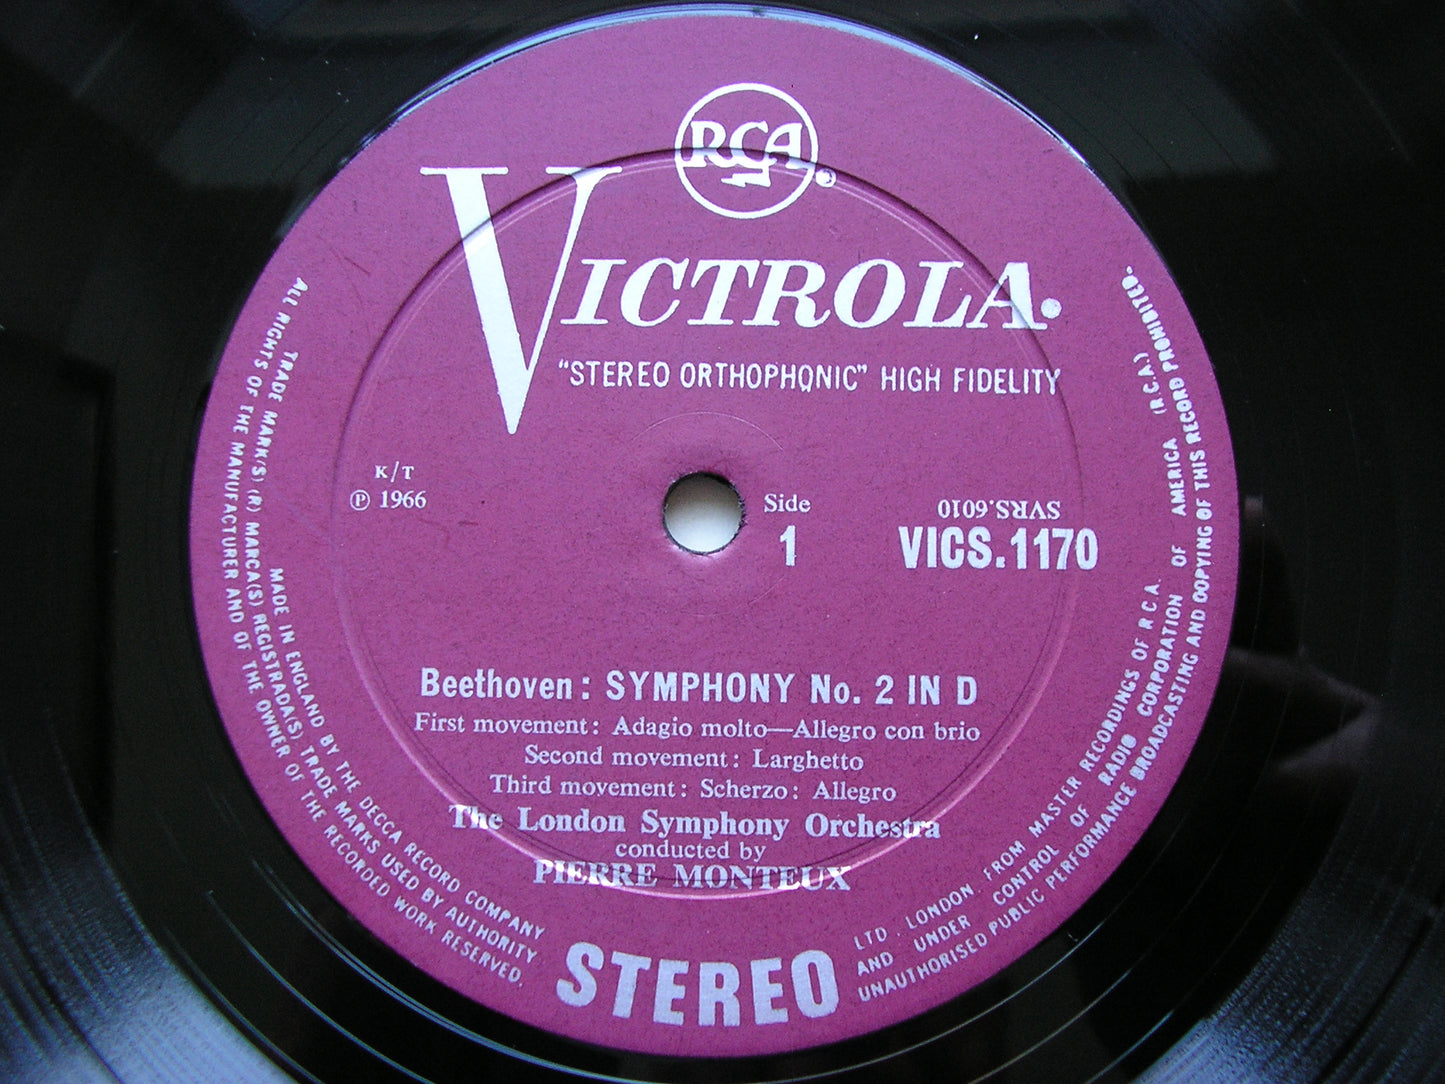 RCA
VICTROLA.
"STEREO ORTHOPHONIC" HIGH FIDELITY
K/T
℗ 1966
Side
1
SVRS.6010
VICS.1170
Beethoven: SYMPHONY No. 2 IN D
First movement: Adagio molto—Allegro con brio
Second movement: Larghetto
Third movement: Scherzo: Allegro
The London Symphony Orchestra
conducted by
PIERRE MONTEUX
STEREO
MADE IN ENGLAND BY THE DECCA RECORD COMPANY LTD. LONDON. FROM MASTER RECORDINGS OF R.C.A.
TRADE MARK(S) (R) MARCA(S) REGISTRADA(S) TRADE MARKS USED BY AUTHORITY AND UNDER CONTROL OF RADIO CORPORATION OF AMERICA (R.C.A.)
ALL RIGHTS OF THE MANUFACTURER AND OF THE OWNER OF THE RECORDED WORK RESERVED. UNAUTHORISED PUBLIC PERFORMANCE BROADCASTING AND COPYING OF THIS RECORD PROHIBITED.